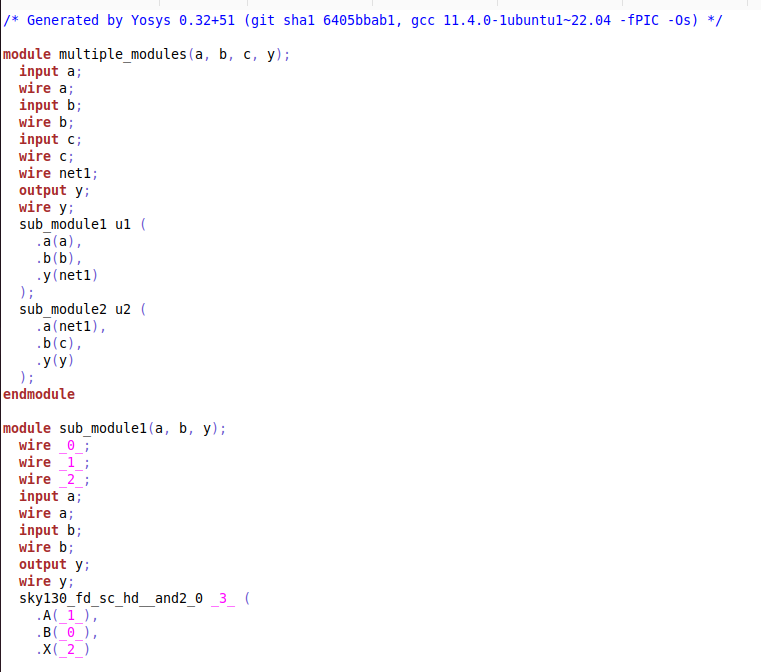 /* Generated by Yosys 0.32+51 (git sha1 6405bbab1, gcc 11.4.0-1ubuntu1~22.04 -fPIC -Os) */

module multiple_modules(a, b, c, y);
  input a;
  wire a;
  input b;
  wire b;
  input c;
  wire c;
  wire net1;
  output y;
  wire y;
  sub_module1 u1 (
    .a(a),
    .b(b),
    .y(net1)
  );
  sub_module2 u2 (
    .a(net1),
    .b(c),
    .y(y)
  );
endmodule

module sub_module1(a, b, y);
  wire _0_;
  wire _1_;
  wire _2_;
  input a;
  wire a;
  input b;
  wire b;
  output y;
  wire y;
  sky130_fd_sc_hd__and2_0 _3_ (
    .A(_1_),
    .B(_0_),
    .X(_2_)